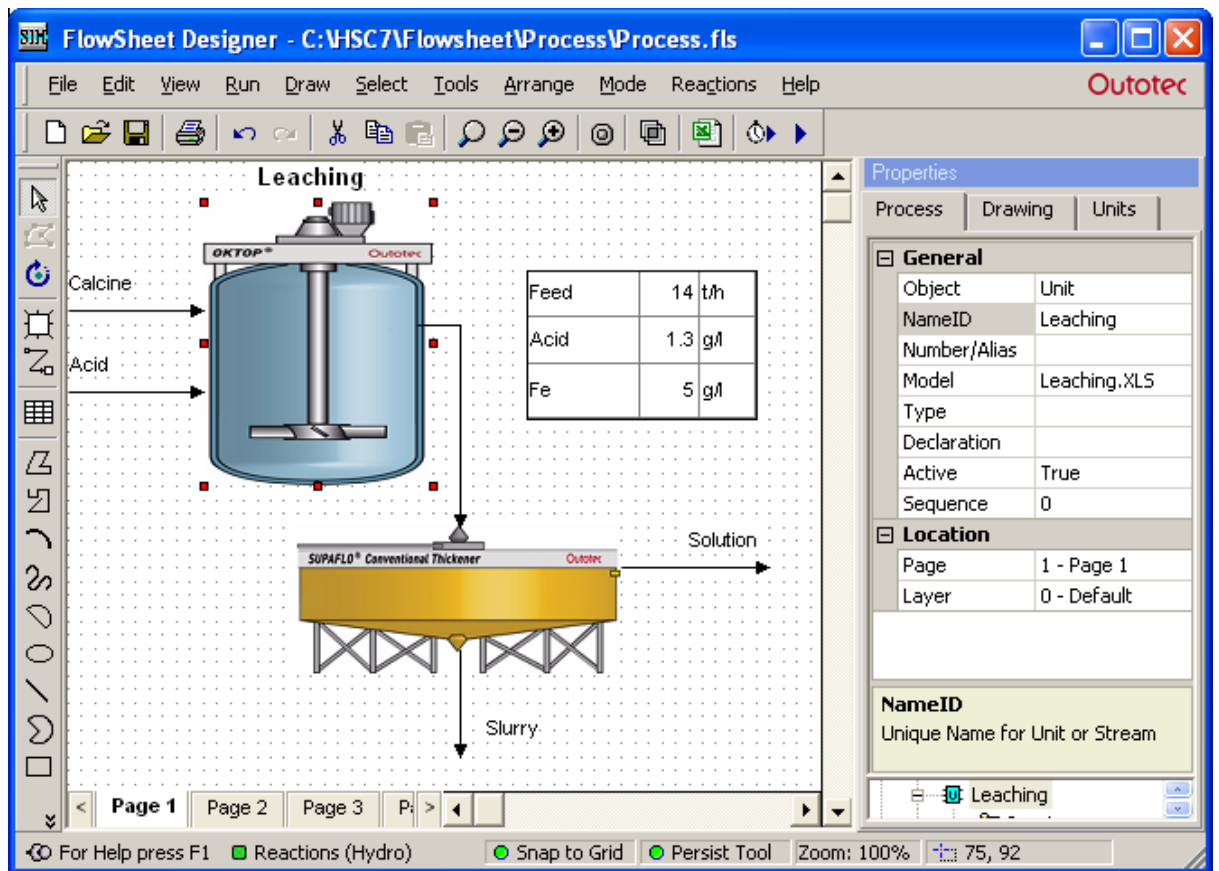 SIM FlowSheet Designer - C:\HSC7\Flowsheet\Process\Process.fls
File Edit View Run Draw Select Tools Arrange Mode Reactions Help Outotec
Leaching
OKTOP® Outotec
Calcine
Acid
Feed 14 t/h
Acid 1.3 g/l
Fe 5 g/l
SUPAFLO® Conventional Thickener Outotec
Solution
Slurry
< Page 1 Page 2 Page 3 >
Properties
Process Drawing Units
General
Object Unit
NameID Leaching
Number/Alias
Model Leaching.XLS
Type
Declaration
Active True
Sequence 0
Location
Page 1 - Page 1
Layer 0 - Default
NameID
Unique Name for Unit or Stream
U Leaching
For Help press F1 Reactions (Hydro) Snap to Grid Persist Tool Zoom: 100% 75, 92